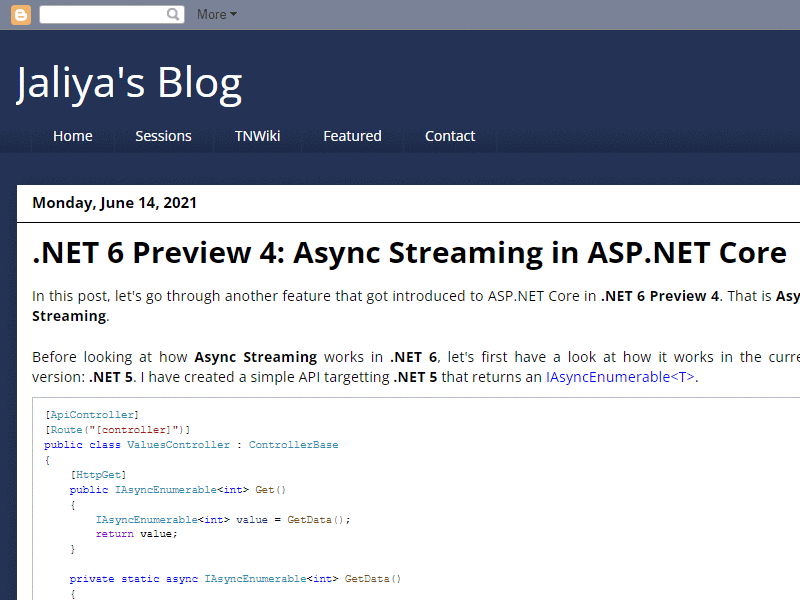 More
Jaliya's Blog
Home Sessions TNWiki Featured Contact
Monday, June 14, 2021
.NET 6 Preview 4: Async Streaming in ASP.NET Core
In this post, let's go through another feature that got introduced to ASP.NET Core in .NET 6 Preview 4. That is Asy
Streaming.
Before looking at how Async Streaming works in .NET 6, let's first have a look at how it works in the curre
version: .NET 5. I have created a simple API targetting .NET 5 that returns an IAsyncEnumerable<T>.
[ApiController]
[Route("[controller]")]
public class ValuesController : ControllerBase
{
    [HttpGet]
    public IAsyncEnumerable<int> Get()
    {
        IAsyncEnumerable<int> value = GetData();
        return value;
    }
    private static async IAsyncEnumerable<int> GetData()
    {